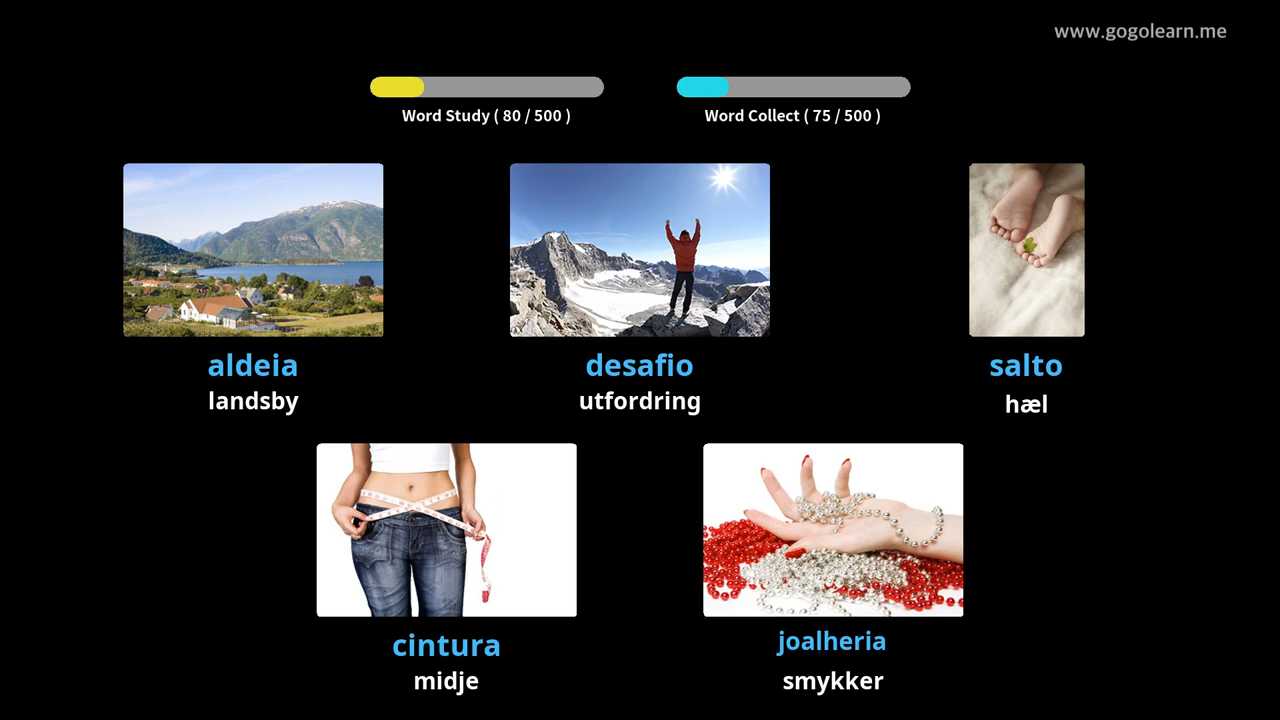 www.gogolearn.me
Word Study ( 80 / 500 )
Word Collect ( 75 / 500 )
aldeia
landsby
desafio
utfordring
salto
hæl
cintura
midje
joalheria
smykker